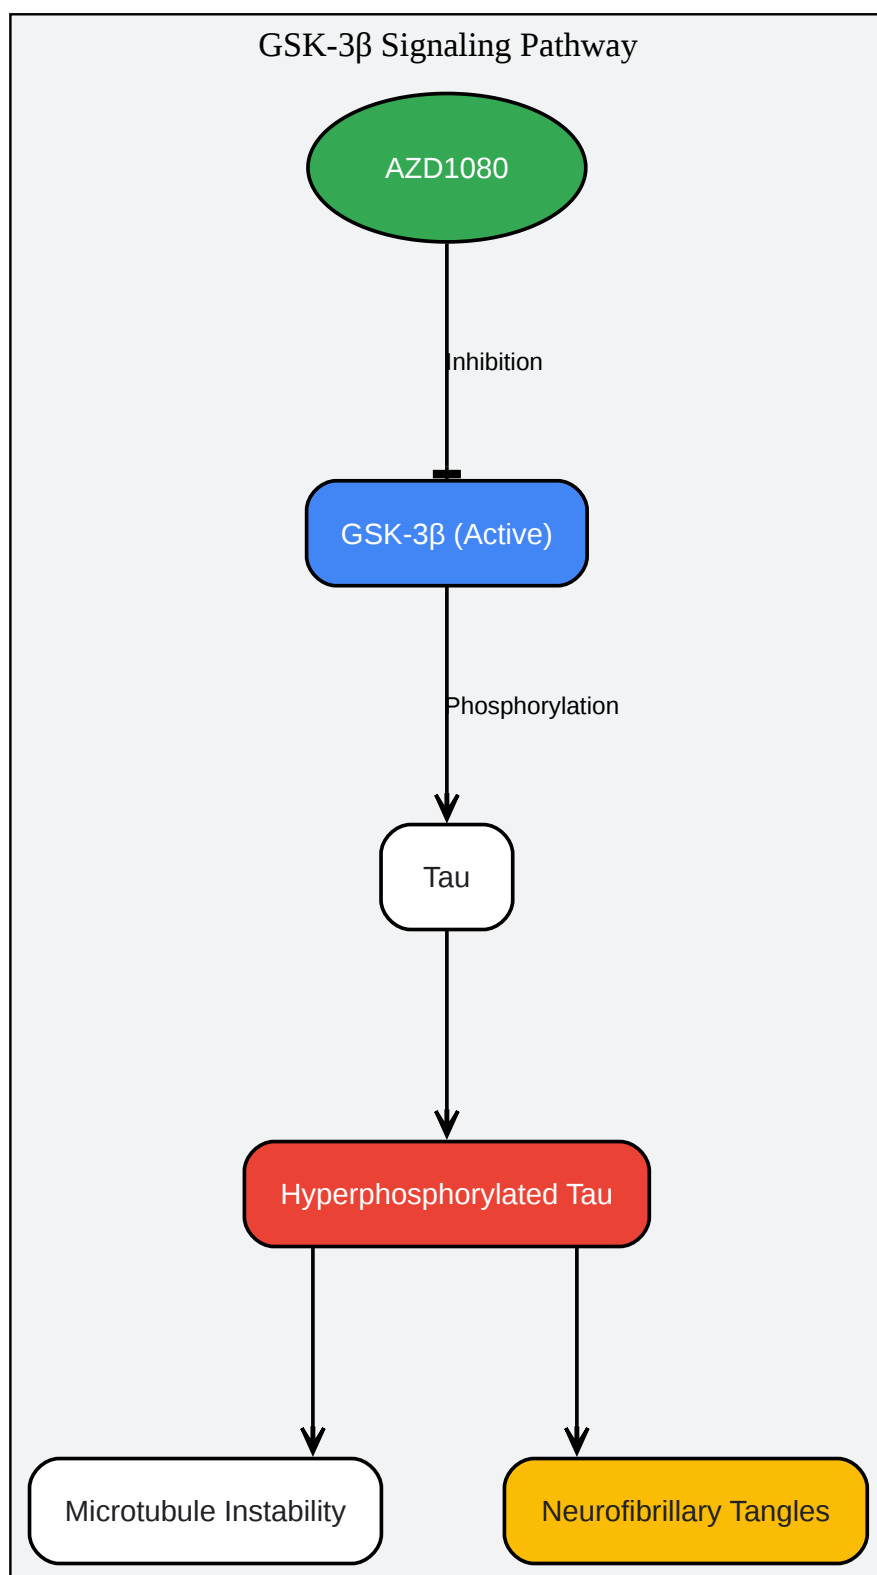 GSK-3β Signaling Pathway
AZD1080
Inhibition
GSK-3β (Active)
Phosphorylation
Tau
Hyperphosphorylated Tau
Microtubule Instability
Neurofibrillary Tangles